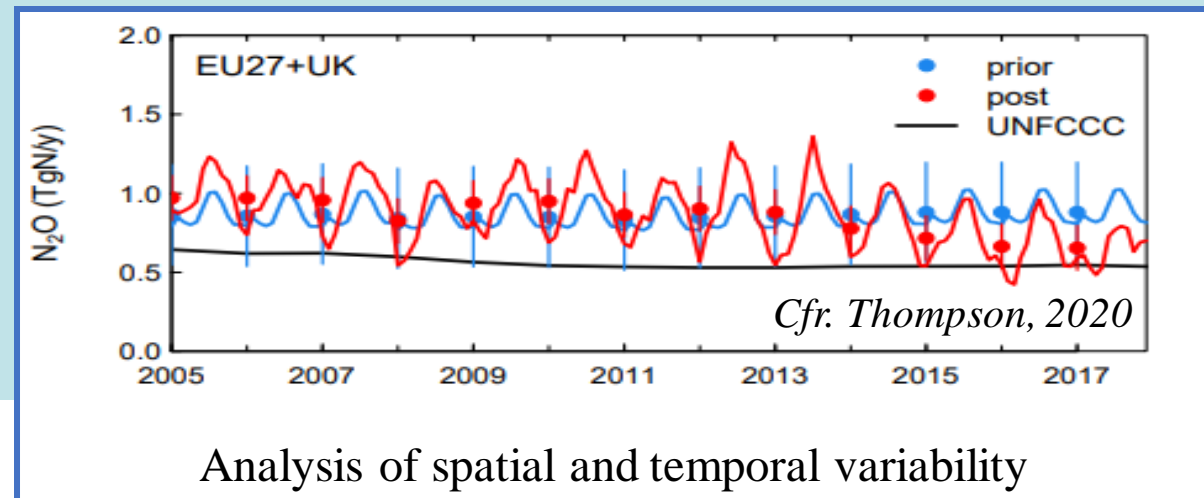 2.0
EU27+UK
prior
post
UNFCCC
1.5
1.0
0.5
0.0
N₂O (TgN/y)
Cfr. Thompson, 2020
2005 2007 2009 2011 2013 2015 2017
Analysis of spatial and temporal variability